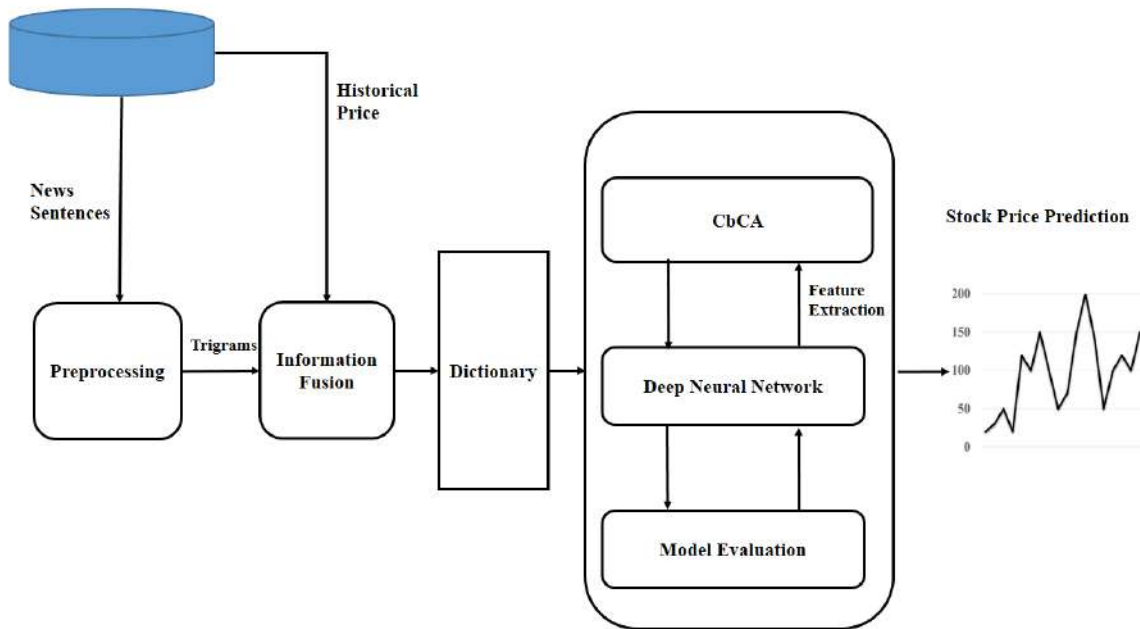 Historical
Price
News
Sentences
CbCA
Stock Price Prediction
Feature
Extraction
200
150
100
50
0
Preprocessing
Trigrams
Information
Fusion
Dictionary
Deep Neural Network
Model Evaluation